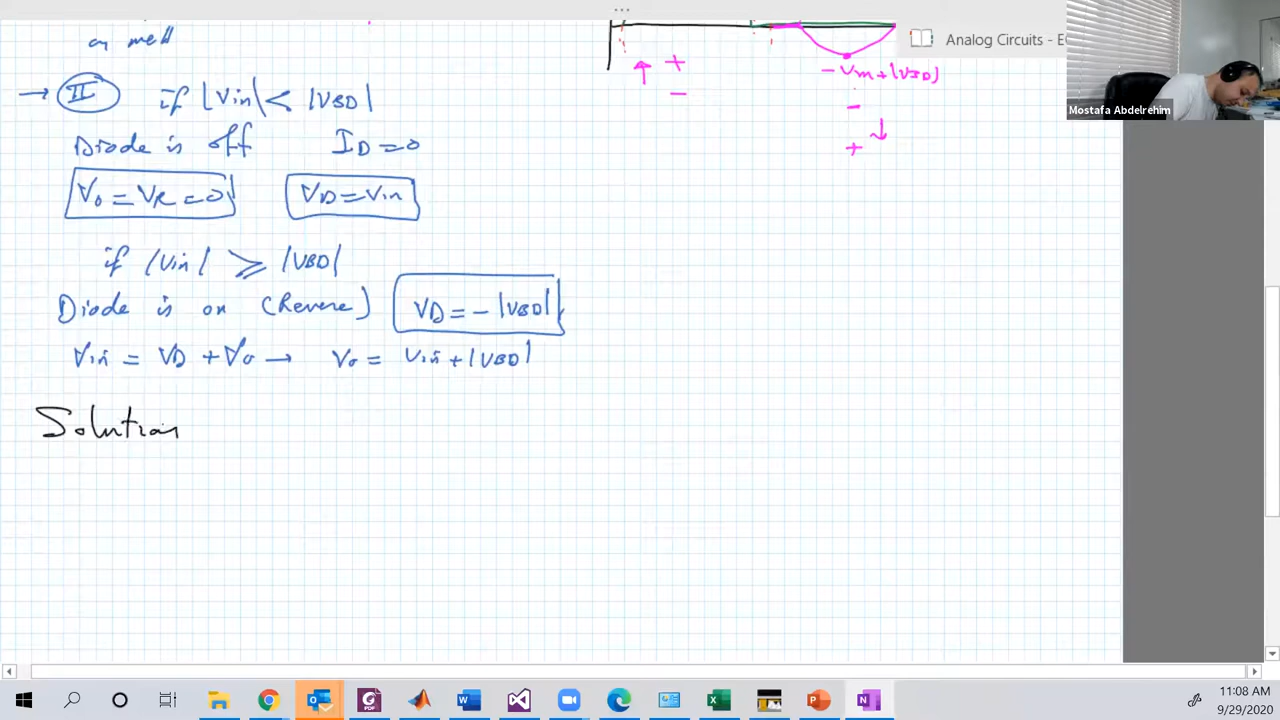 on
→ II if |Vin| < |VBD|
Diode is off ID = 0
Vo = VR = 0 VD = Vin
if |Vin| ≥ |VBD|
Diode is on (Reverse) VD = -|VBD|
Vin = VD + Vo → Vo = Vin + |VBD|
Solution
↑ +
-
-Vm + |VBD|
-
↓
+
Analog Circuits - E
Mostafa Abdelrehim
11:08 AM
9/29/2020